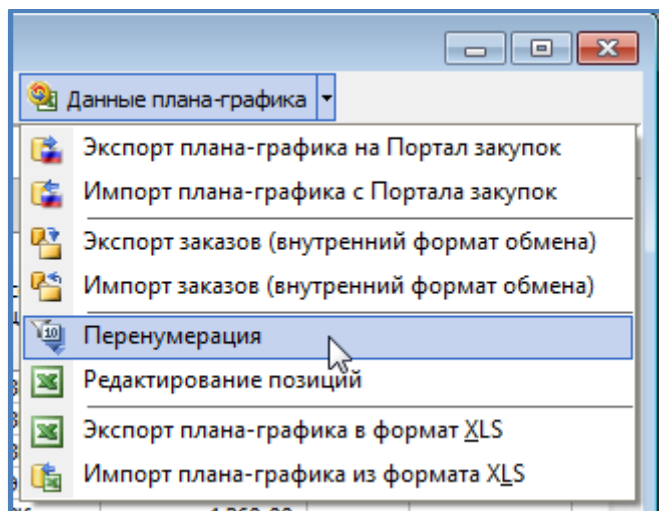 Данные плана-графика
Экспорт плана-графика на Портал закупок
Импорт плана-графика с Портала закупок
Экспорт заказов (внутренний формат обмена)
Импорт заказов (внутренний формат обмена)
10 Перенумерация
Редактирование позиций
Экспорт плана-графика в формат XLS
Импорт плана-графика из формата XLS